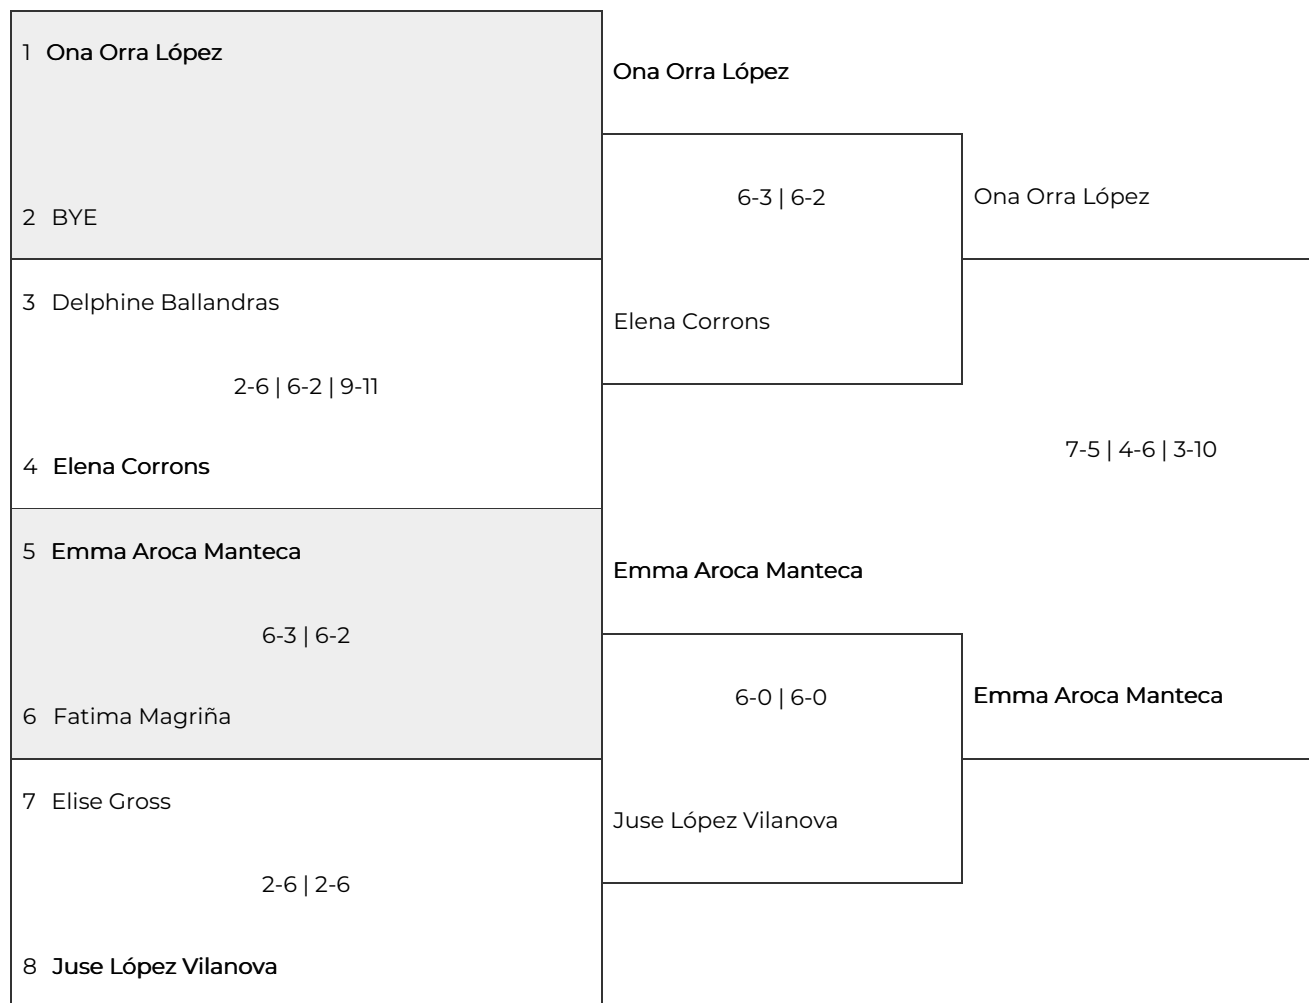 1 Ona Orra López
2 BYE
3 Delphine Ballandras
2-6 | 6-2 | 9-11
4 Elena Corrons
5 Emma Aroca Manteca
6-3 | 6-2
6 Fatima Magriña
7 Elise Gross
2-6 | 2-6
8 Juse López Vilanova
Ona Orra López
6-3 | 6-2
Elena Corrons
Emma Aroca Manteca
6-0 | 6-0
Juse López Vilanova
Ona Orra López
7-5 | 4-6 | 3-10
Emma Aroca Manteca